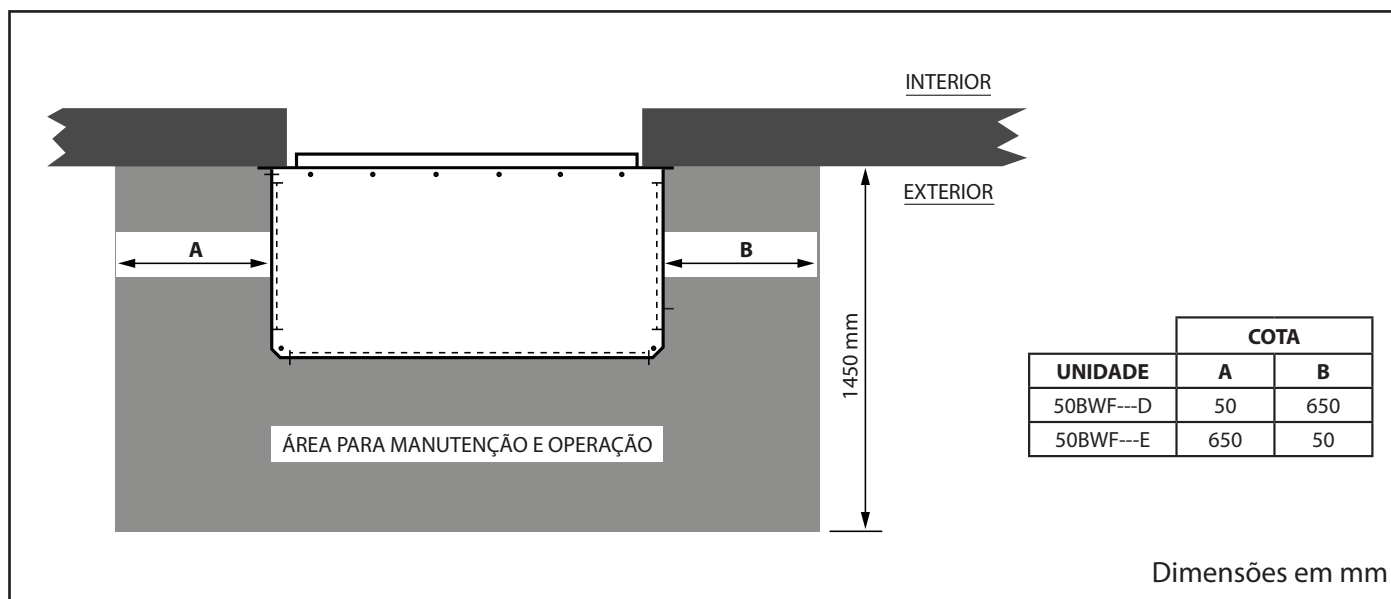 INTERIOR
EXTERIOR
A
B
1450 mm
ÁREA PARA MANUTENÇÃO E OPERAÇÃO
COTA
UNIDADE A B
50BWF---D 50 650
50BWF---E 650 50
Dimensões em mm